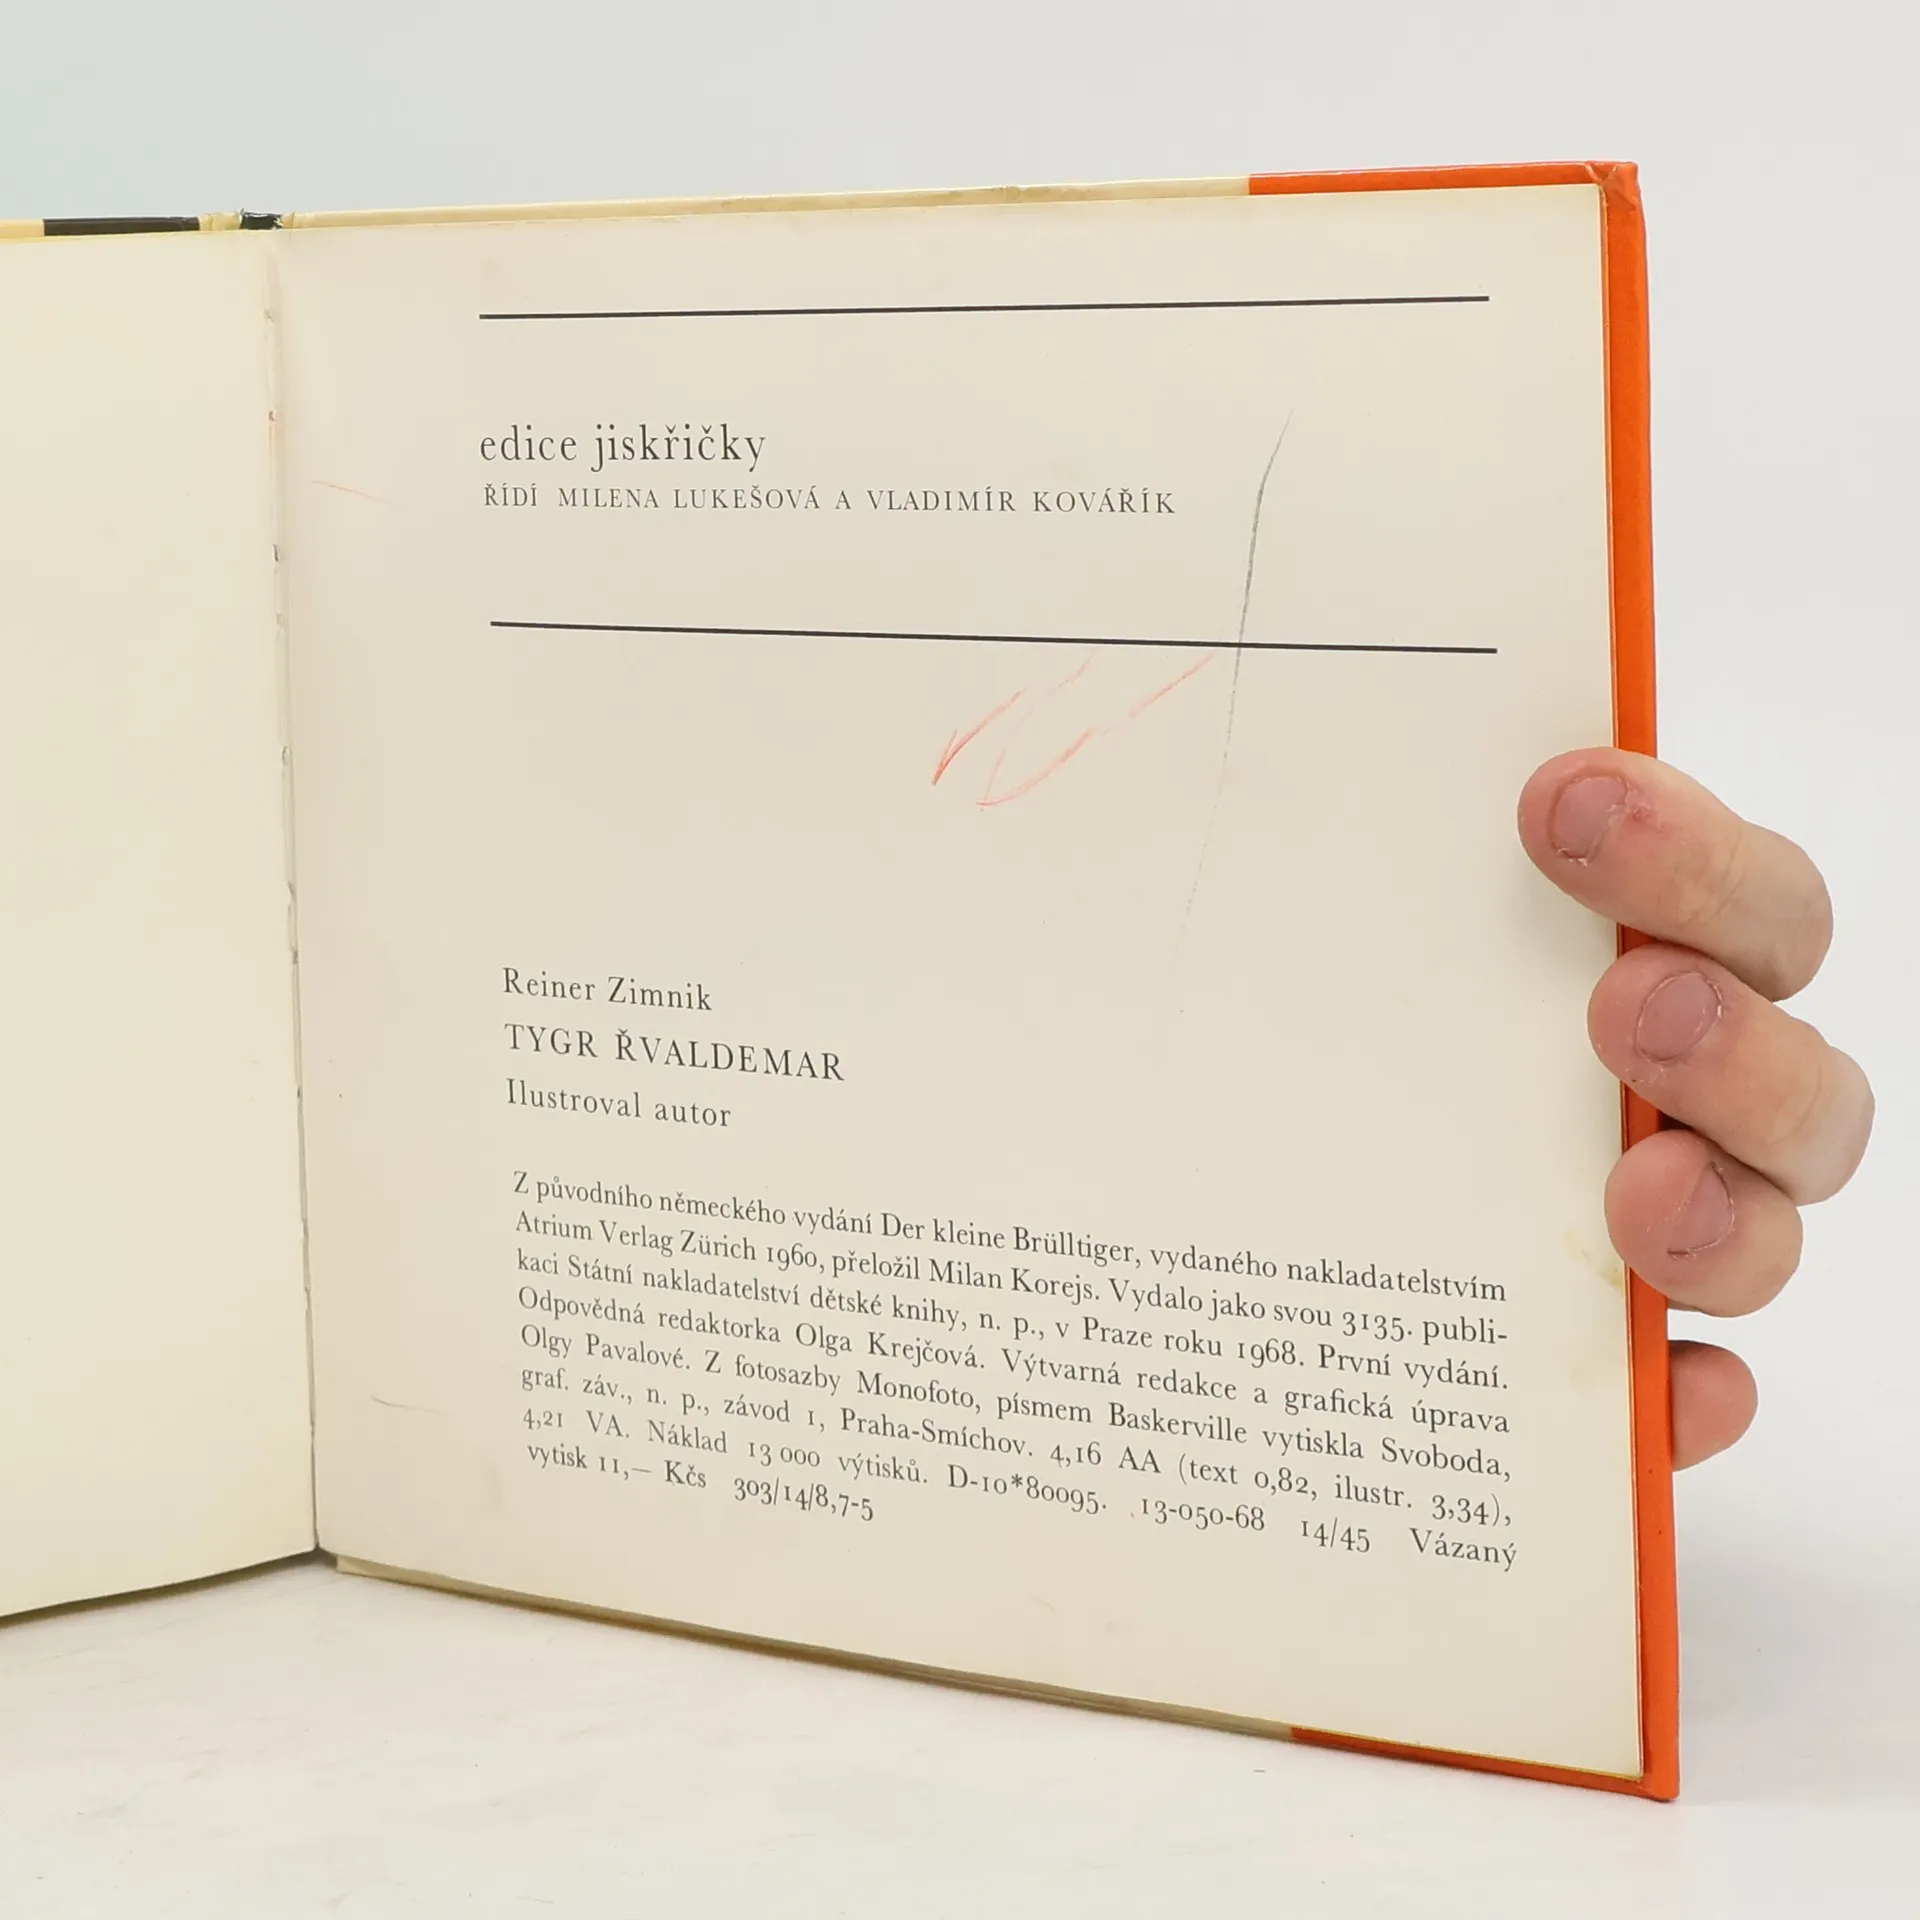 edice jiskřičky
ŘÍDÍ MILENA LUKEŠOVÁ A VLADIMÍR KOVÁŘÍK
Reiner Zimnik
TYGR ŘVALDEMAR
Ilustroval autor
Z původního německého vydání Der kleine Brülltiger, vydaného nakladatelstvím
Atrium Verlag Zürich 1960, přeložil Milan Korejs. Vydalo jako svou 3135. publi-
kaci Státní nakladatelství dětské knihy, n. p., v Praze roku 1968. První vydání.
Odpovědná redaktorka Olga Krejčová. Výtvarná redakce a grafická úprava
Olgy Pavalové. Z fotosazby Monofoto, písmem Baskerville vytiskla Svoboda,
graf. záv., n. p., závod 1, Praha-Smíchov. 4,16 AA (text 0,82, ilustr. 3,34),
4,21 VA. Náklad 13 000 výtisků. D-10*80095. 13-050-68 14/45 Vázaný
vytisk 11,— Kčs 303/14/8,7-5